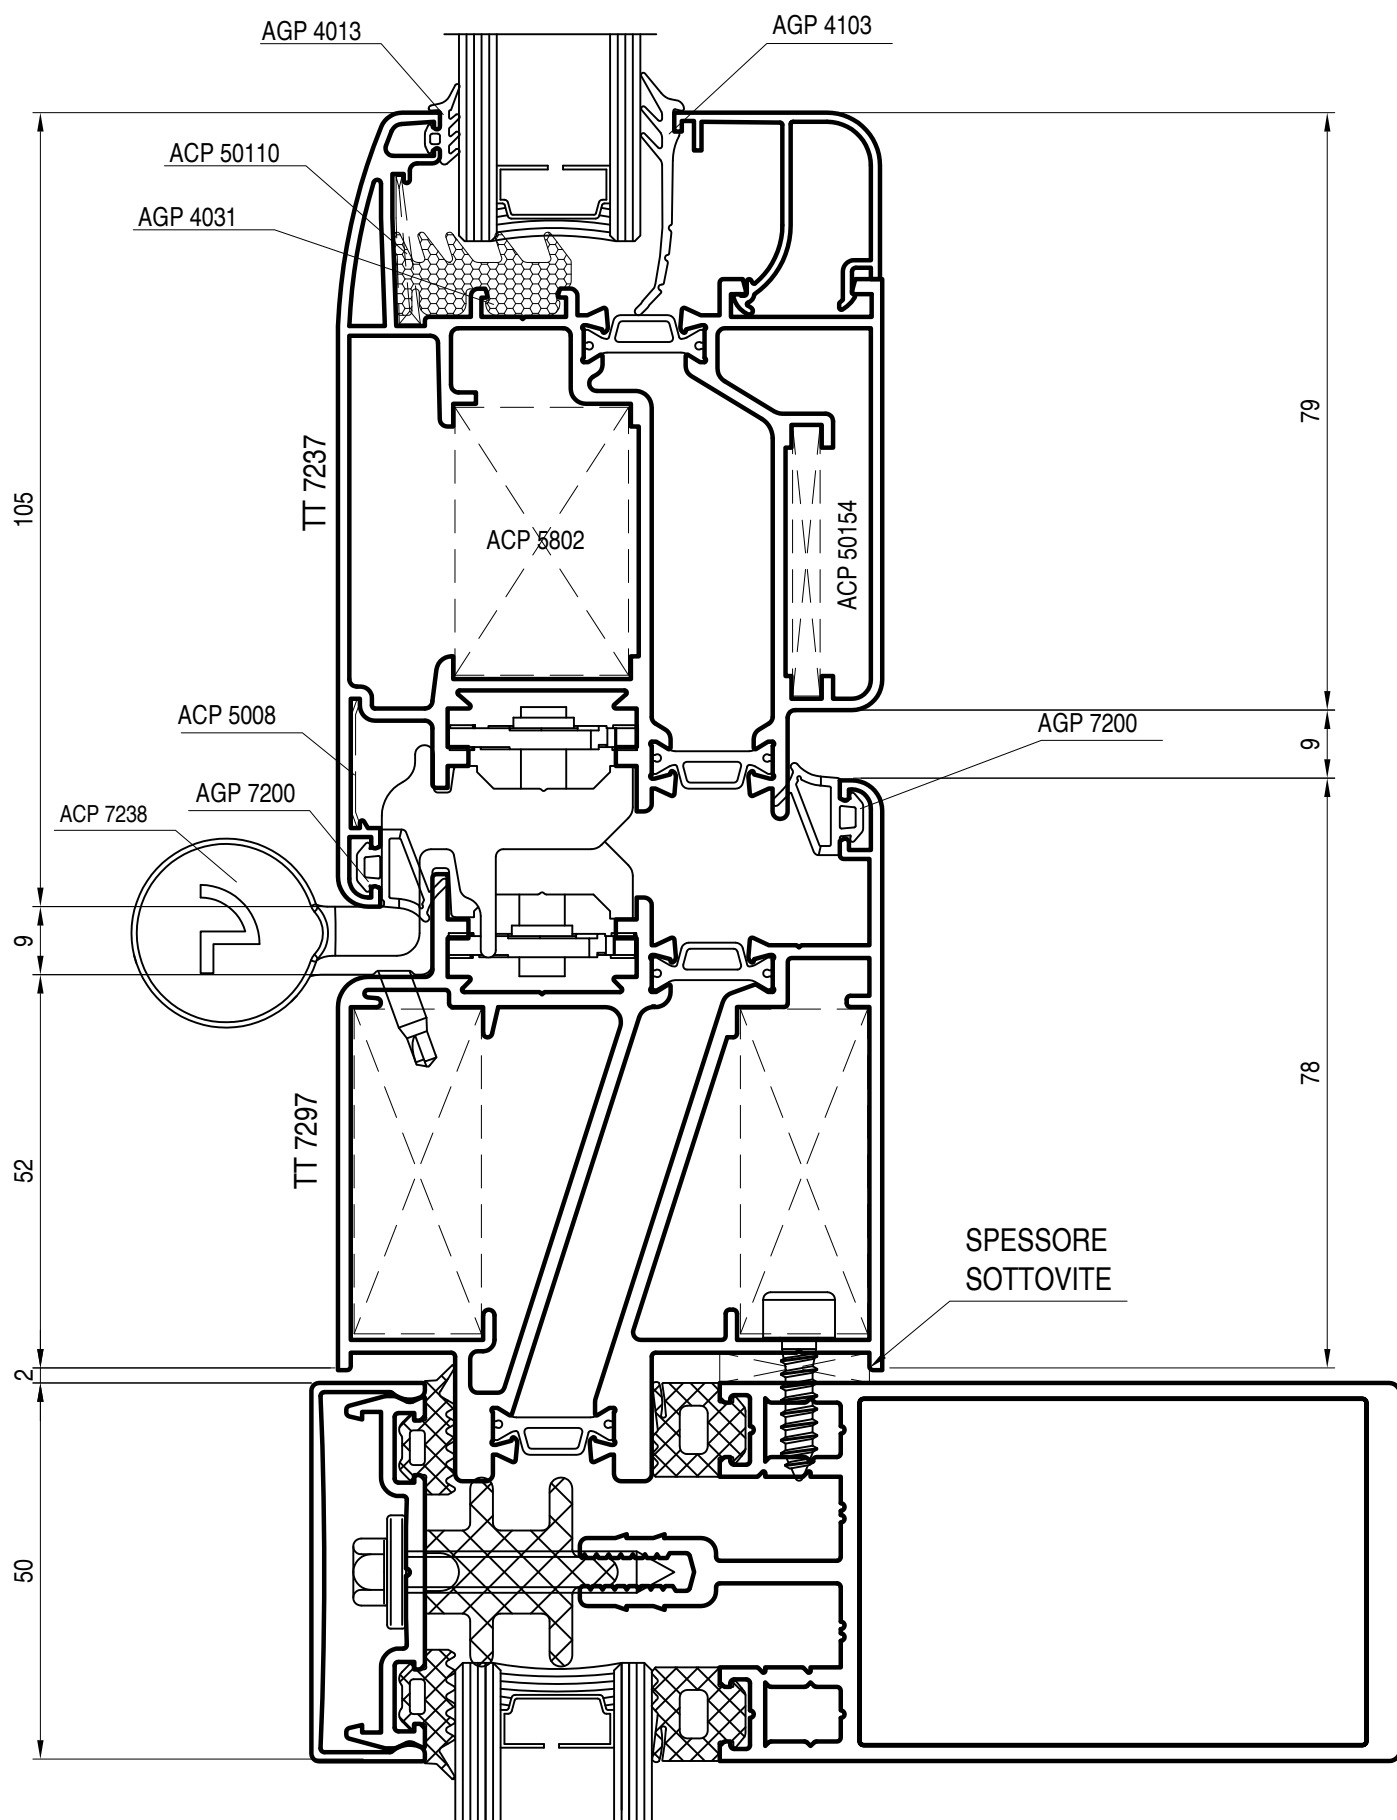 AGP 4013
AGP 4103
ACP 50110
AGP 4031
79
TT 7237
105
ACP 5802
ACP 50154
ACP 5008
AGP 7200
9
AGP 7200
ACP 7238
9
78
TT 7297
52
SPESSORE
SOTTOVITE
2
50